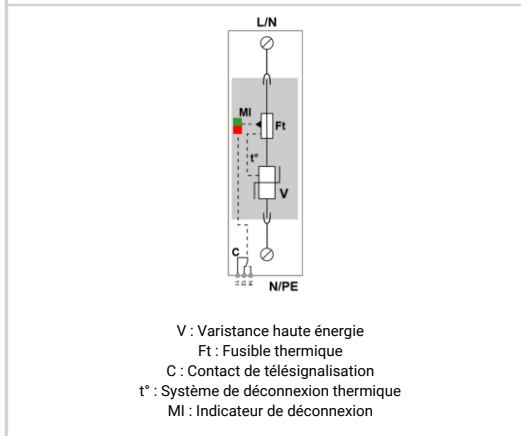 L/N
MI
Ft
t°
V
C
N/PE
V : Varistance haute énergie
Ft : Fusible thermique
C : Contact de télésignalisation
t° : Système de déconnexion thermique
MI : Indicateur de déconnexion